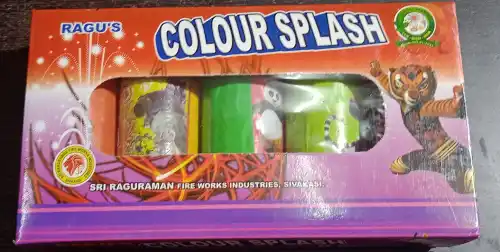 RAGU'S
COLOUR SPLASH
SRI RAGURAMAN FIRE WORKS INDUSTRIES, SIVAKASI.